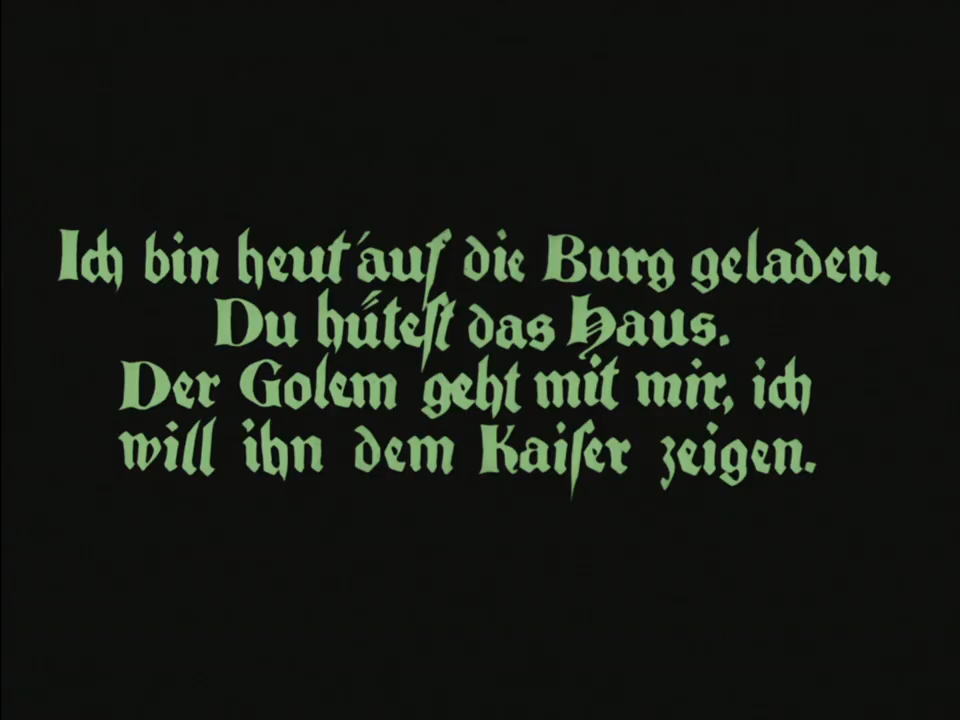 Ich bin heut' auf die Burg geladen.
Du hütest das Haus.
Der Golem geht mit mir, ich
will ihn dem Kaiser zeigen.